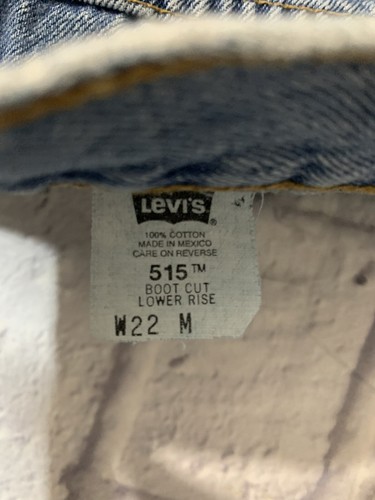 LEVI'S ®
100% COTTON
MADE IN MEXICO
CARE ON REVERSE
515™
BOOT CUT
LOWER RISE
W22 M